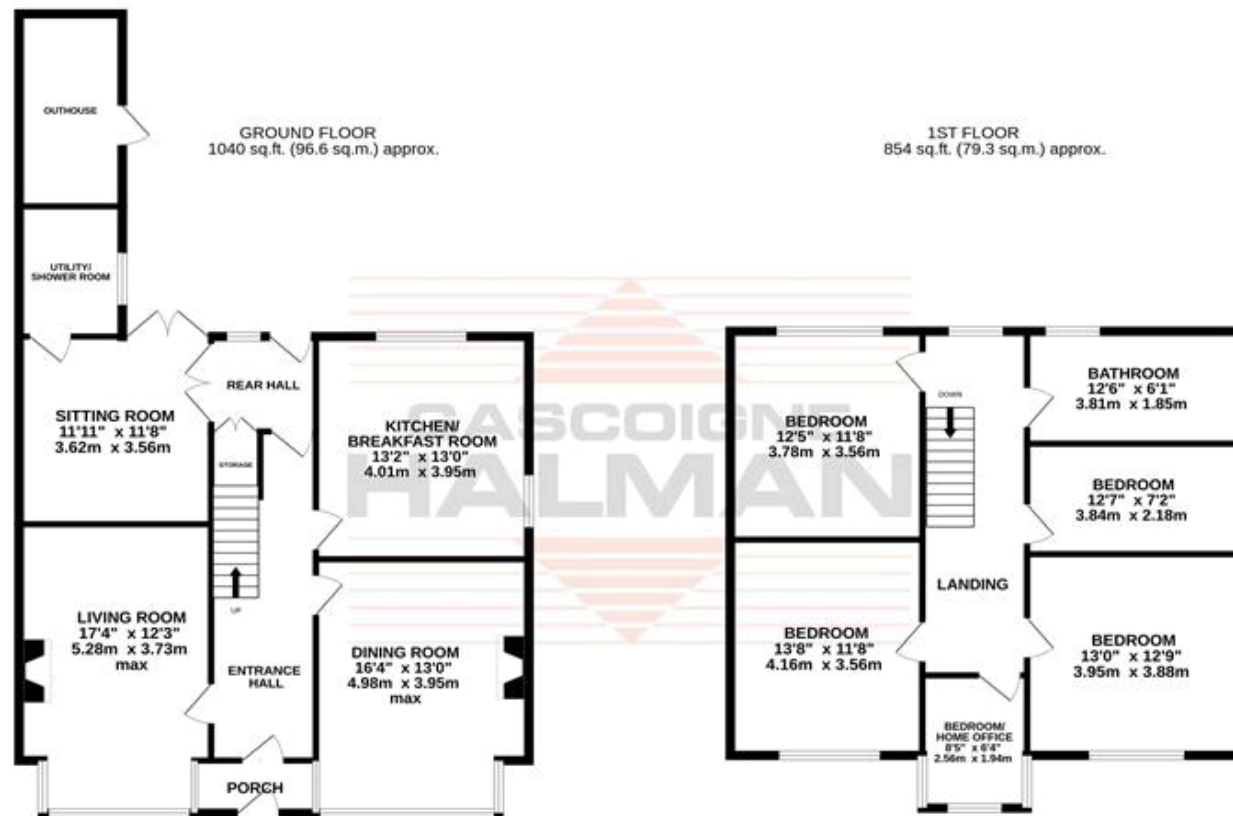 OUTHOUSE
GROUND FLOOR
1040 sq.ft. (96.6 sq.m.) approx.
UTILITY/
SHOWER ROOM
REAR HALL
SITTING ROOM
11'11" x 11'8"
3.62m x 3.56m
KITCHEN/
BREAKFAST ROOM
13'2" x 13'0"
4.01m x 3.95m
STORAGE
UP
LIVING ROOM
17'4" x 12'3"
5.28m x 3.73m
max
ENTRANCE
HALL
DINING ROOM
16'4" x 13'0"
4.98m x 3.95m
max
PORCH
1ST FLOOR
854 sq.ft. (79.3 sq.m.) approx.
BEDROOM
12'5" x 11'8"
3.78m x 3.56m
DOWN
BATHROOM
12'6" x 6'1"
3.81m x 1.85m
BEDROOM
12'7" x 7'2"
3.84m x 2.18m
LANDING
BEDROOM
13'8" x 11'8"
4.16m x 3.56m
BEDROOM
13'0" x 12'9"
3.95m x 3.88m
BEDROOM/
HOME OFFICE
8'5" x 6'4"
2.56m x 1.94m
GASCOIGNE
HALMAN